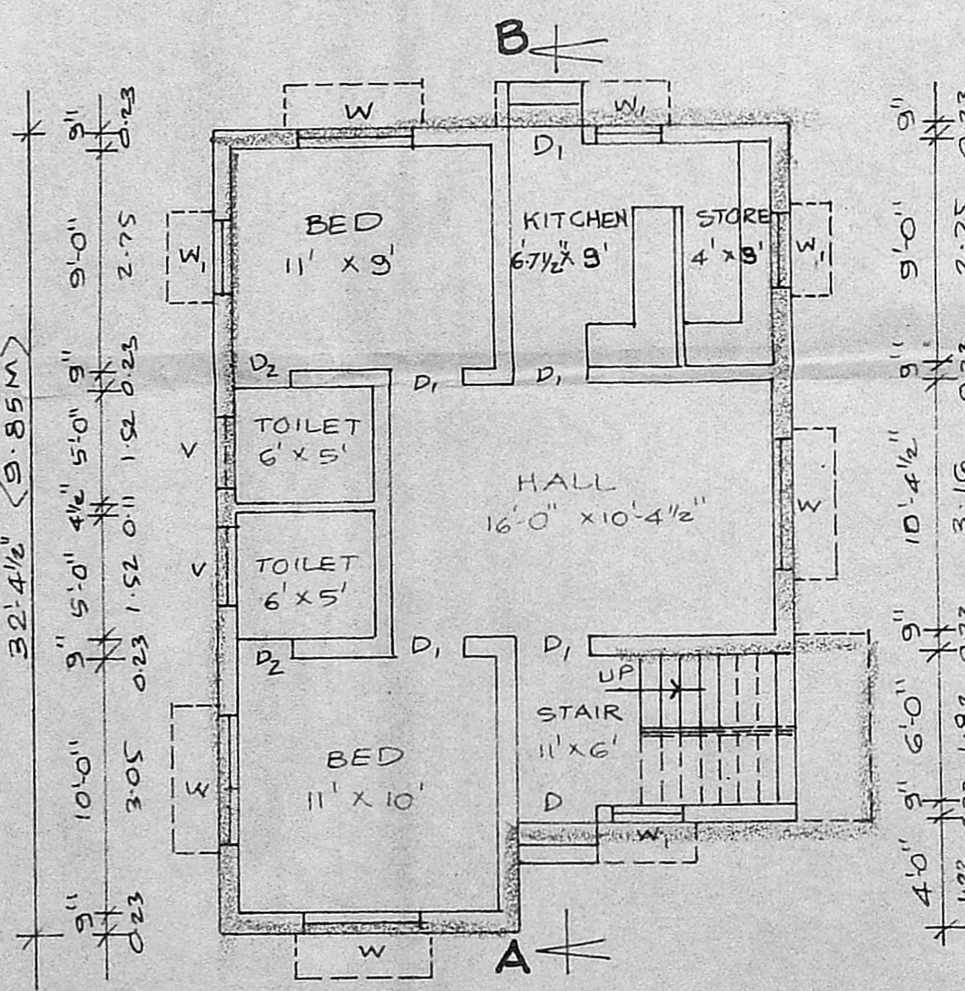 B
W
W₁
D₁
BED
11' X 9'
KITCHEN
6'-7½" X 9'
STORE
4' X 9'
W₁
W₁
D₂
D₁
D₁
TOILET
6' X 5'
V
HALL
16'-0" X 10'-4½"
W
TOILET
6' X 5'
V
D₂
D₁
D₁
UP
STAIR
11' X 6'
BED
11' X 10'
W
D
W₁
W
A
32'-4½" (9.85M)
9" 10'-0" 9" 5'-0" 4½" 5'-0" 9" 9'-0" 9"
0.23 3.05 0.23 1.52 0.11 1.52 0.23 2.75 0.23
4'-0" 9" 6'-0" 9" 10'-4½" 9" 9'-0" 9"
3.16